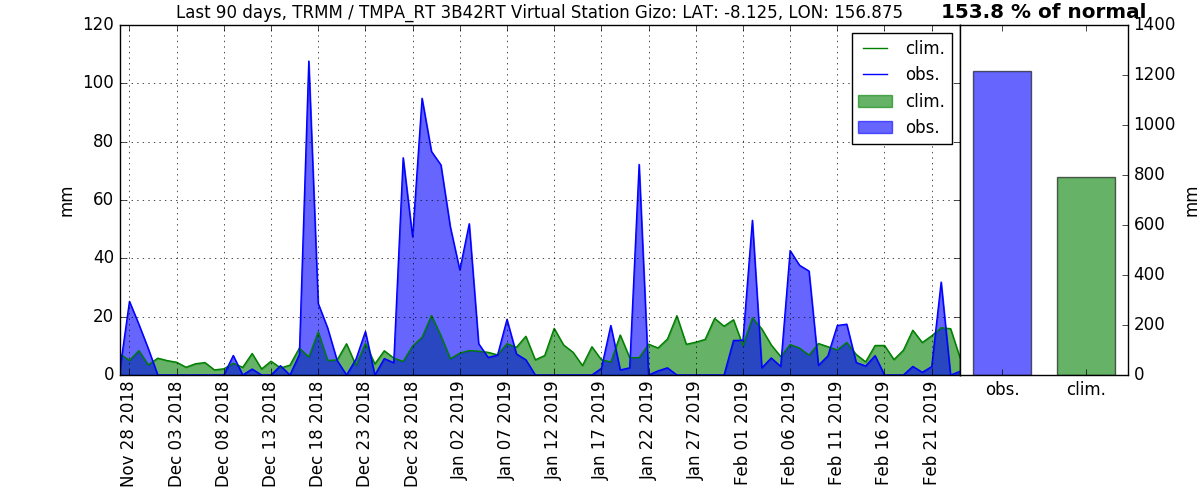 Last 90 days, TRMM / TMPA_RT 3B42RT Virtual Station Gizo: LAT: -8.125, LON: 156.875
153.8 % of normal
120
100
80
60
40
20
0
mm
clim.
obs.
clim.
obs.
1400
1200
1000
800
600
400
200
0
mm
Nov 28 2018
Dec 03 2018
Dec 08 2018
Dec 13 2018
Dec 18 2018
Dec 23 2018
Dec 28 2018
Jan 02 2019
Jan 07 2019
Jan 12 2019
Jan 17 2019
Jan 22 2019
Jan 27 2019
Feb 01 2019
Feb 06 2019
Feb 11 2019
Feb 16 2019
Feb 21 2019
obs.
clim.